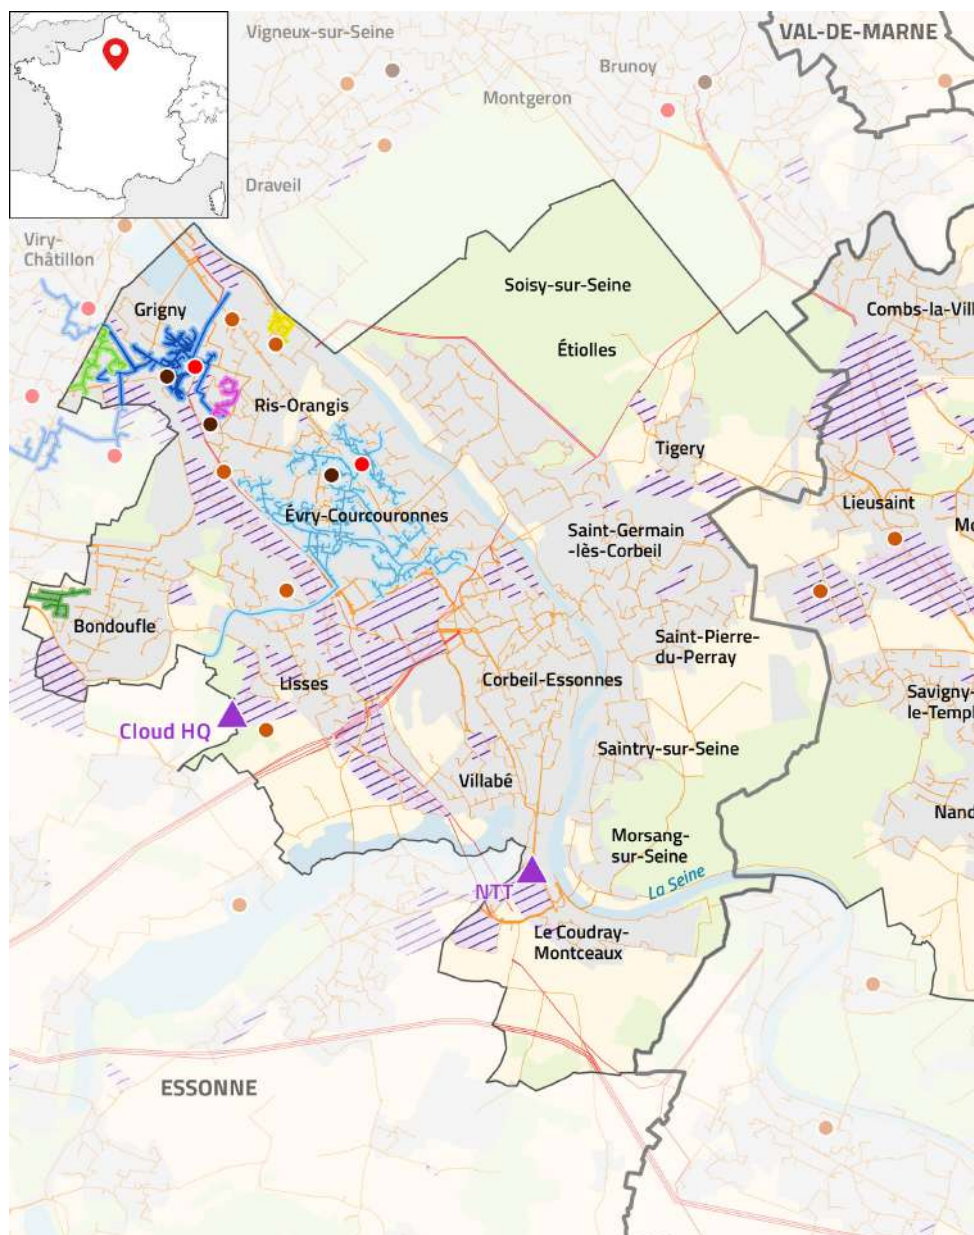 Vigneux-sur-Seine
VAL-DE-MARNE
Brunoy
Montgeron
Draveil
Viry-
Châtillon
Soisy-sur-Seine
Grigny
Combs-la-Vill
Étiolles
Ris-Orangis
Tigery
Lieusaint
Évry-Courcouronnes
Saint-Germain
-lès-Corbeil
Mo
Bondoufle
Saint-Pierre-
du-Perray
Lisses
Corbeil-Essonnes
Savigny-
le-Templ
Cloud HQ
Saintry-sur-Seine
Villabé
Nand
Morsang-
sur-Seine
La Seine
NTT
Le Coudray-
Montceaux
ESSONNE